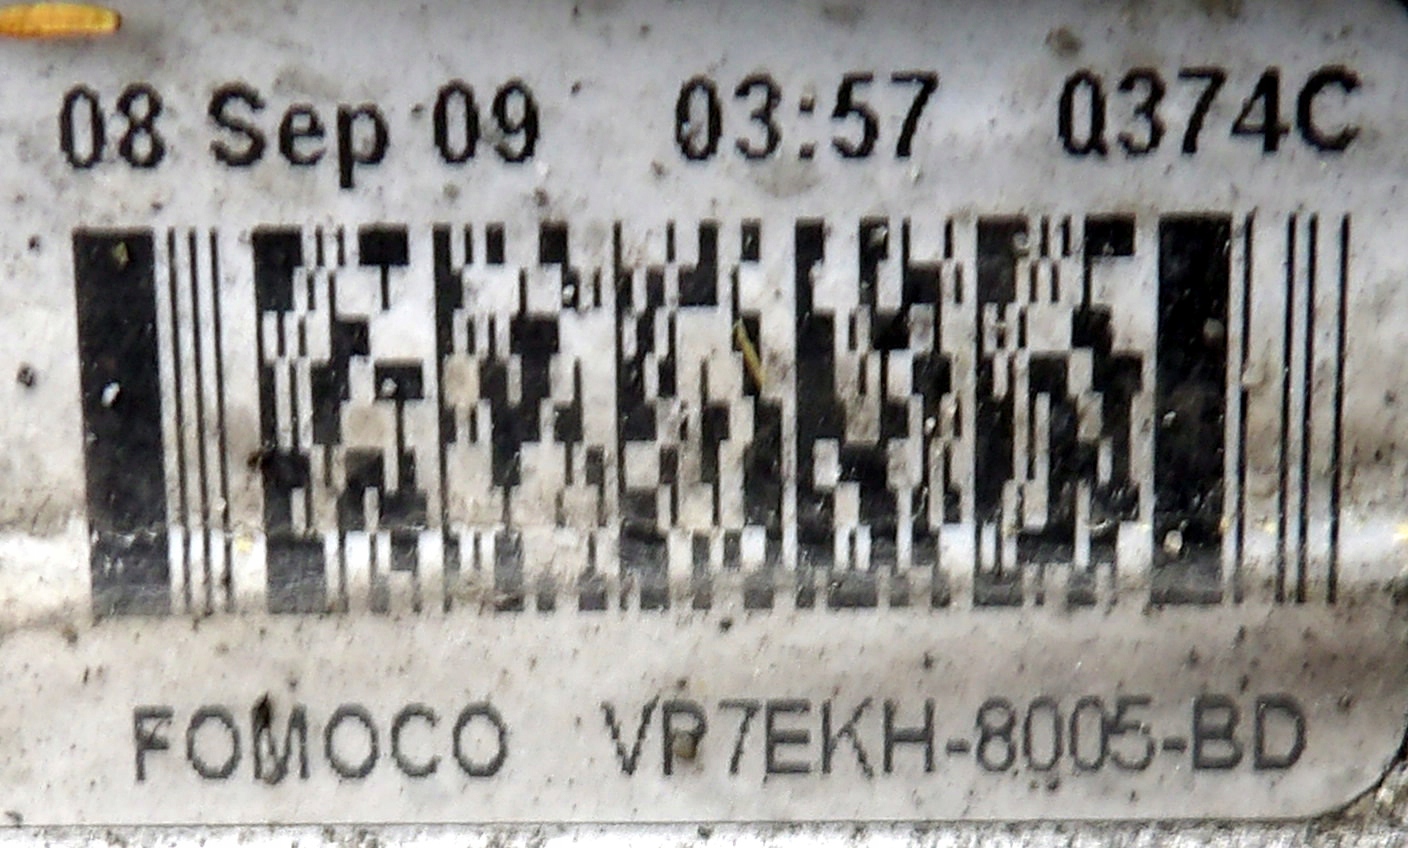 08 Sep 09 03:57 0374C
FOMOCO VP7EKH-8005-BD